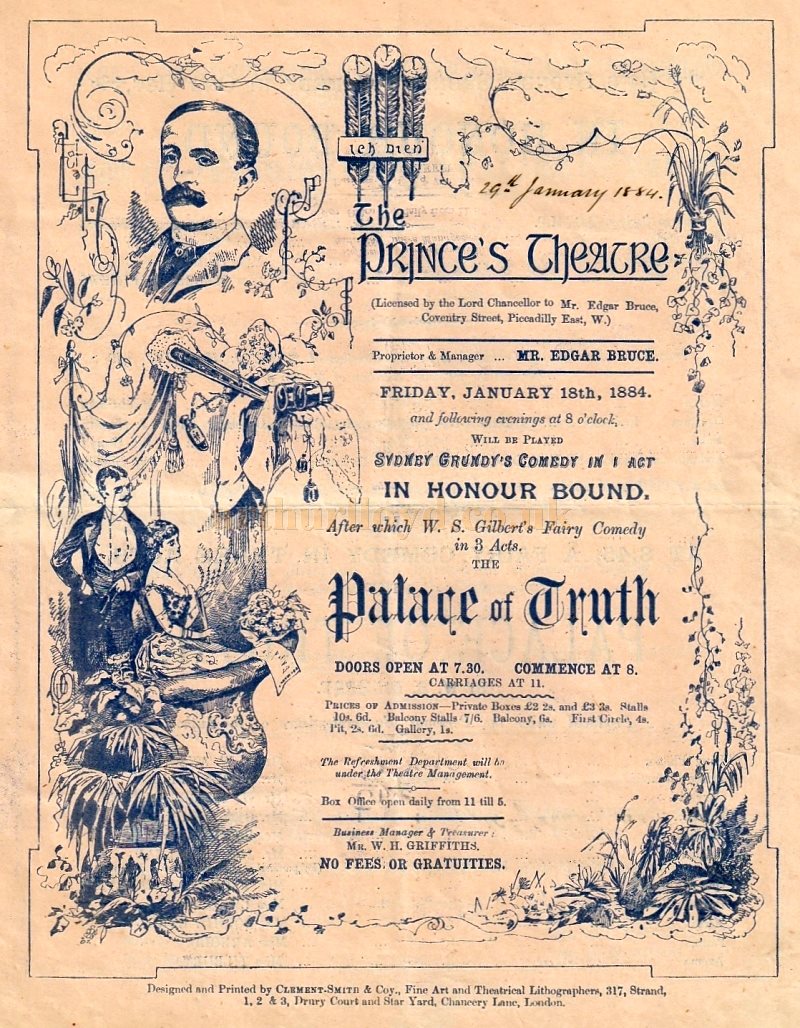 ich dien
29th January 1884.
The
Prince's Theatre
(Licensed by the Lord Chancellor to Mr. Edgar Bruce,
Coventry Street, Piccadilly East, W.)
Proprietor & Manager ... MR. EDGAR BRUCE.
FRIDAY, JANUARY 18th, 1884.
and following evenings at 8 o'clock,
WILL BE PLAYED
SYDNEY GRUNDY'S COMEDY IN 1 ACT
IN HONOUR BOUND.
arthurlloyd.co.uk
After which W. S. Gilbert's Fairy Comedy
in 3 Acts.
THE
Palace of Truth
DOORS OPEN AT 7.30. COMMENCE AT 8.
CARRIAGES AT 11.
PRICES OF ADMISSION—Private Boxes £2 2s. and £3 3s. Stalls
10s. 6d. Balcony Stalls 7/6. Balcony, 6s. First Circle, 4s.
Pit, 2s. 6d. Gallery, 1s.
The Refreshment Department will be
under the Theatre Management.
Box Office open daily from 11 till 5.
Business Manager & Treasurer:
MR. W. H. GRIFFITHS.
NO FEES OR GRATUITIES.
Designed and Printed by CLEMENT-SMITH & Coy., Fine Art and Theatrical Lithographers, 317, Strand,
1, 2 & 3, Drury Court and Star Yard, Chancery Lane, London.